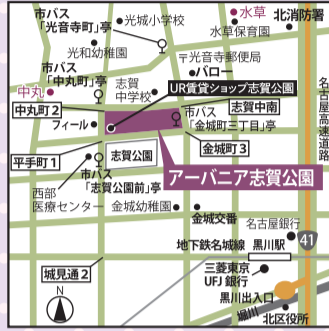 市バス
「光音寺町」亭
光城小学校
水草
水草保育園
北消防署
光和幼稚園
〒光音寺郵便局
市バス
「中丸町」亭
バロー
中丸
志賀
中学校
UR賃貸ショップ志賀公園
中丸町2
志賀中南
フィール
市バス
「金城町三丁目」亭
平手町1
志賀公園
金城町3
市バス
「志賀公園前」亭
アーバニア志賀公園
西部
医療センター
金城幼稚園
金城交番
名古屋高速道路
名古屋銀行
地下鉄名城線
黒川駅
41
城見通2
三菱東京
UFJ銀行
黒川出入口
堀川
北区役所
N